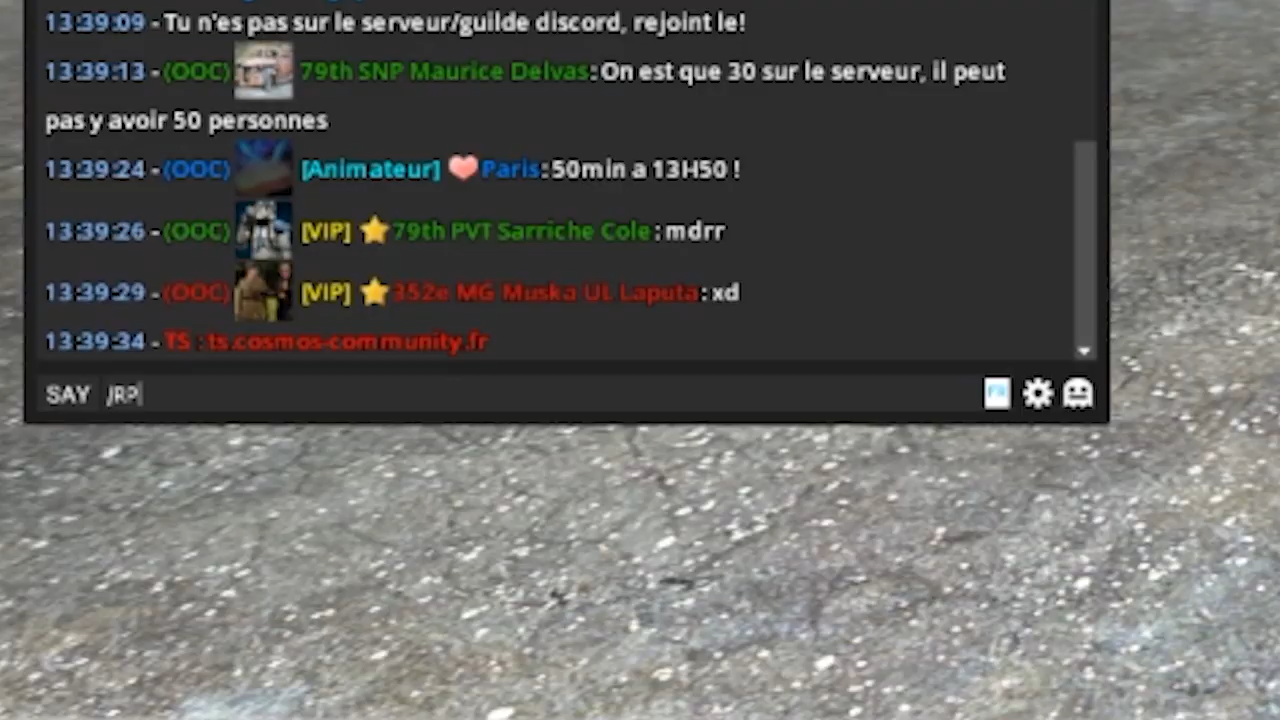 13:39:09 - Tu n'es pas sur le serveur/guilde discord, rejoint le!
13:39:13 - (OOC) 79th SNP Maurice Delvas: On est que 30 sur le serveur, il peut
pas y avoir 50 personnes
13:39:24 - (OOC) [Animateur] ❤ Paris: 50min a 13H50 !
13:39:26 - (OOC) [VIP] ⭐ 79th PVT Sarriche Cole: mdrr
13:39:29 - (OOC) [VIP] ⭐ 352e MG Muska UL Laputa: xd
13:39:34 - TS : ts.cosmos-community.fr
SAY /RP